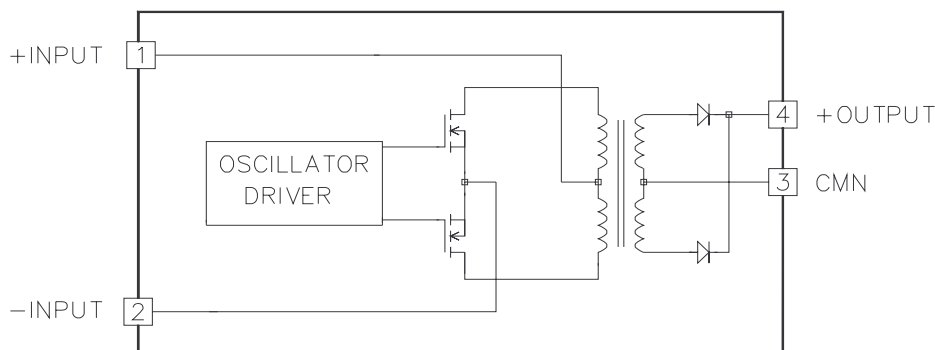 +INPUT 1
4 +OUTPUT
OSCILLATOR
DRIVER
3 CMN
-INPUT 2